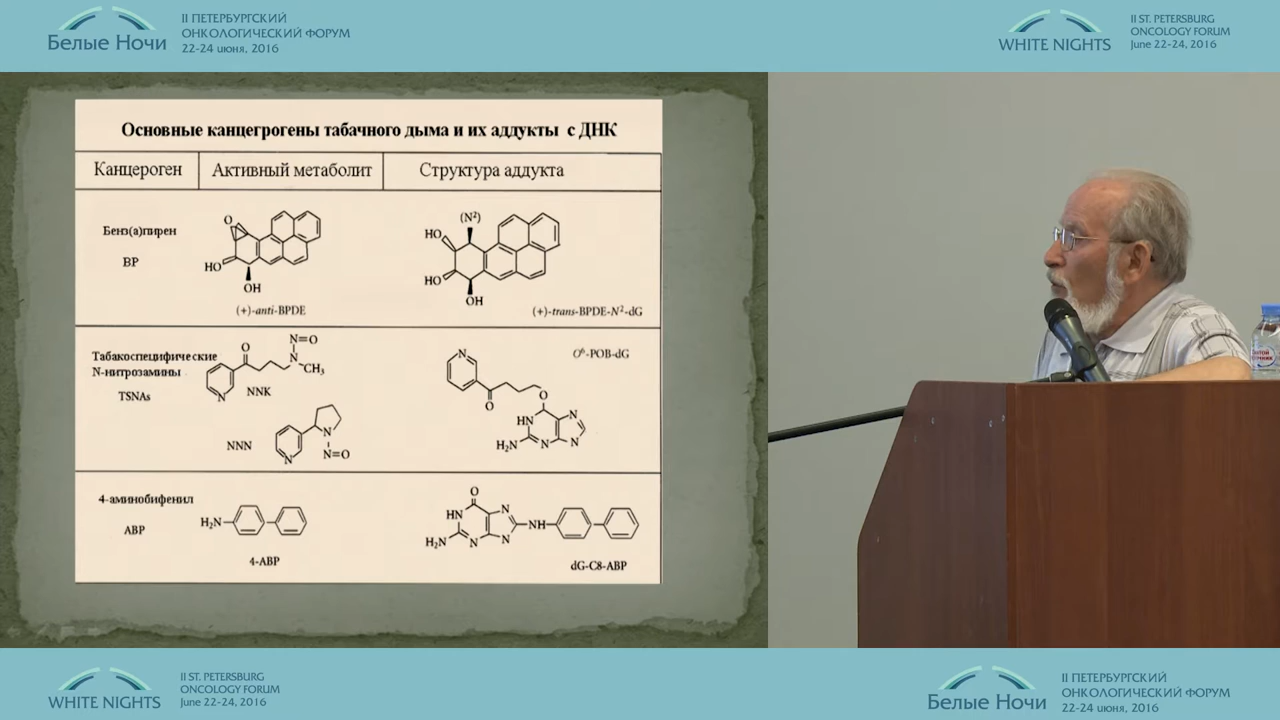 Белые Ночи
II ПЕТЕРБУРГСКИЙ
ОНКОЛОГИЧЕСКИЙ ФОРУМ
22-24 июня, 2016
WHITE NIGHTS
II ST. PETERSBURG
ONCOLOGY FORUM
June 22-24, 2016
Основные канцегрогены табачного дыма и их аддукты с ДНК
Канцероген
Активный метаболит
Структура аддукта
Бенз(а)пирен
BP
O
HO
OH
(+)-anti-BPDE
(N²)
HO
HO
OH
(+)-trans-BPDE-N²-dG
Табакоспецифические
N-нитрозамины
TSNAs
O
N=O
N
CH₃
N
NNK
NNN
N
N
N=O
O⁶-POB-dG
N
O
O
HN
N
H₂N
N
N
4-аминобифенил
ABP
H₂N
4-ABP
O
HN
N
NH
H₂N
N
N
dG-C8-ABP
WHITE NIGHTS
II ST. PETERSBURG
ONCOLOGY FORUM
June 22-24, 2016
Белые Ночи
II ПЕТЕРБУРГСКИЙ
ОНКОЛОГИЧЕСКИЙ ФОРУМ
22-24 июня, 2016